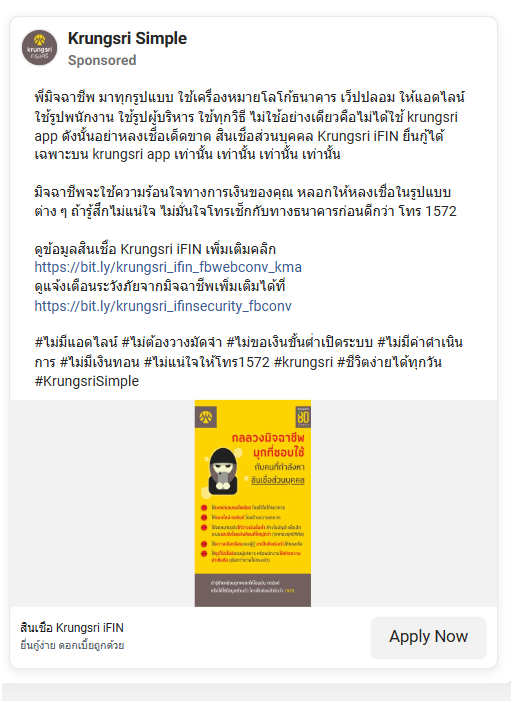 Krungsri Simple
krungsri
กรุงศรี
Sponsored
พี่มิจฉาชีพ มาทุกรูปแบบ ใช้เครื่องหมายโลโก้ธนาคาร เว็ปปลอม ให้แอดไลน์
ใช้รูปพนักงาน ใช้รูปผู้บริหาร ใช้ทุกวิธี ไม่ใช้อย่างเดียวคือไม่ได้ใช้ krungsri
app ดังนั้นอย่าหลงเชื่อเด็ดขาด สินเชื่อส่วนบุคคล Krungsri iFIN ยื่นกู้ได้
เฉพาะบน krungsri app เท่านั้น เท่านั้น เท่านั้น เท่านั้น
มิจฉาชีพจะใช้ความร้อนใจทางการเงินของคุณ หลอกให้หลงเชื่อในรูปแบบ
ต่าง ๆ ถ้ารู้สึกไม่แน่ใจ ไม่มั่นใจโทรเช็กกับทางธนาคารก่อนดีกว่า โทร 1572
ดูข้อมูลสินเชื่อ Krungsri iFIN เพิ่มเติมคลิก
https://bit.ly/krungsri_ifin_fbwebconv_kma
ดูแจ้งเตือนระวังภัยจากมิจฉาชีพเพิ่มเติมได้ที่
https://bit.ly/krungsri_ifinsecurity_fbconv
#ไม่มีแอดไลน์ #ไม่ต้องวางมัดจำ #ไม่ขอเงินขั้นต่ำเปิดระบบ #ไม่มีค่าดำเนิน
การ #ไม่มีเงินทอน #ไม่แน่ใจให้โทร1572 #krungsri #ชีวิตง่ายได้ทุกวัน
#KrungsriSimple
กลลวงมิจฉาชีพ
มุกที่ชอบใช้
กับคนที่กำลังหา
สินเชื่อส่วนบุคคล
สินเชื่อ Krungsri iFIN
ยื่นกู้ง่าย ดอกเบี้ยถูกด้วย
Apply Now